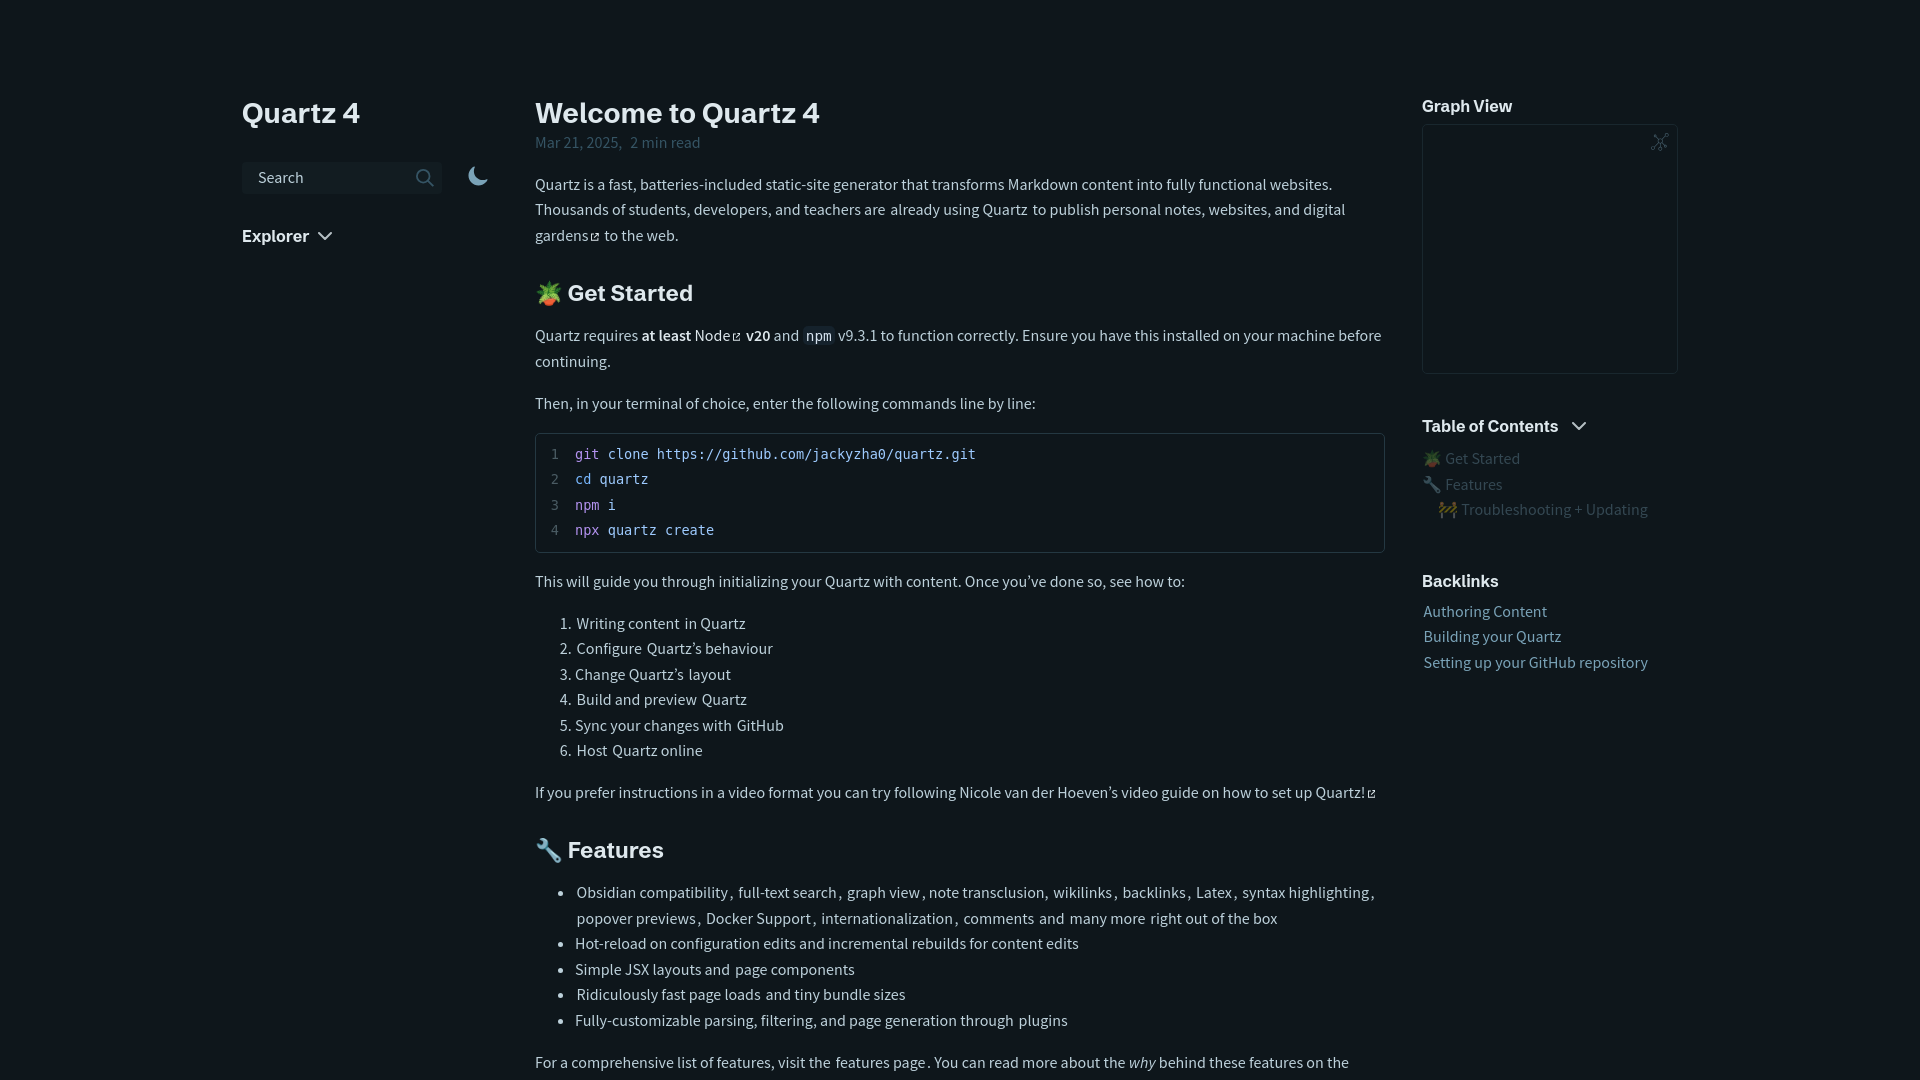 Quartz 4
Search
Explorer
Welcome to Quartz 4
Mar 21, 2025, 2 min read
Quartz is a fast, batteries-included static-site generator that transforms Markdown content into fully functional websites.
Thousands of students, developers, and teachers are already using Quartz to publish personal notes, websites, and digital
gardens to the web.
🪴 Get Started
Quartz requires at least Node v20 and npm v9.3.1 to function correctly. Ensure you have this installed on your machine before
continuing.
Then, in your terminal of choice, enter the following commands line by line:
1 git clone https://github.com/jackyzha0/quartz.git
2 cd quartz
3 npm i
4 npx quartz create
This will guide you through initializing your Quartz with content. Once you’ve done so, see how to:
1. Writing content in Quartz
2. Configure Quartz’s behaviour
3. Change Quartz’s layout
4. Build and preview Quartz
5. Sync your changes with GitHub
6. Host Quartz online
If you prefer instructions in a video format you can try following Nicole van der Hoeven’s video guide on how to set up Quartz!
🔧 Features
• Obsidian compatibility, full-text search, graph view, note transclusion, wikilinks, backlinks, Latex, syntax highlighting,
popover previews, Docker Support, internationalization, comments and many more right out of the box
• Hot-reload on configuration edits and incremental rebuilds for content edits
• Simple JSX layouts and page components
• Ridiculously fast page loads and tiny bundle sizes
• Fully-customizable parsing, filtering, and page generation through plugins
For a comprehensive list of features, visit the features page. You can read more about the why behind these features on the
Graph View
Table of Contents
🪴 Get Started
🔧 Features
🚧 Troubleshooting + Updating
Backlinks
Authoring Content
Building your Quartz
Setting up your GitHub repository